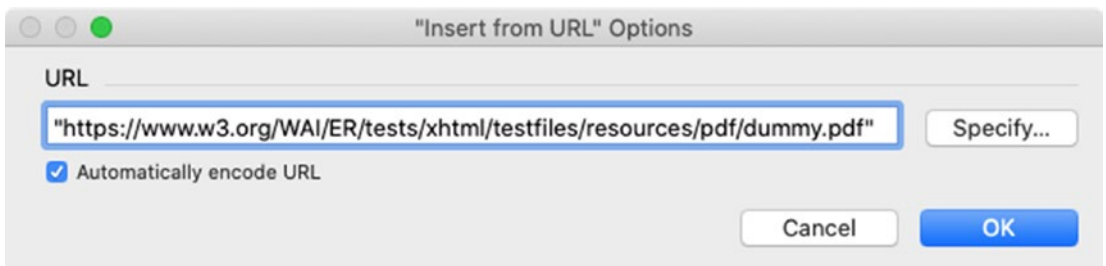 "Insert from URL" Options
URL
"https://www.w3.org/WAI/ER/tests/xhtml/testfiles/resources/pdf/dummy.pdf"
Specify...
Automatically encode URL
Cancel
OK